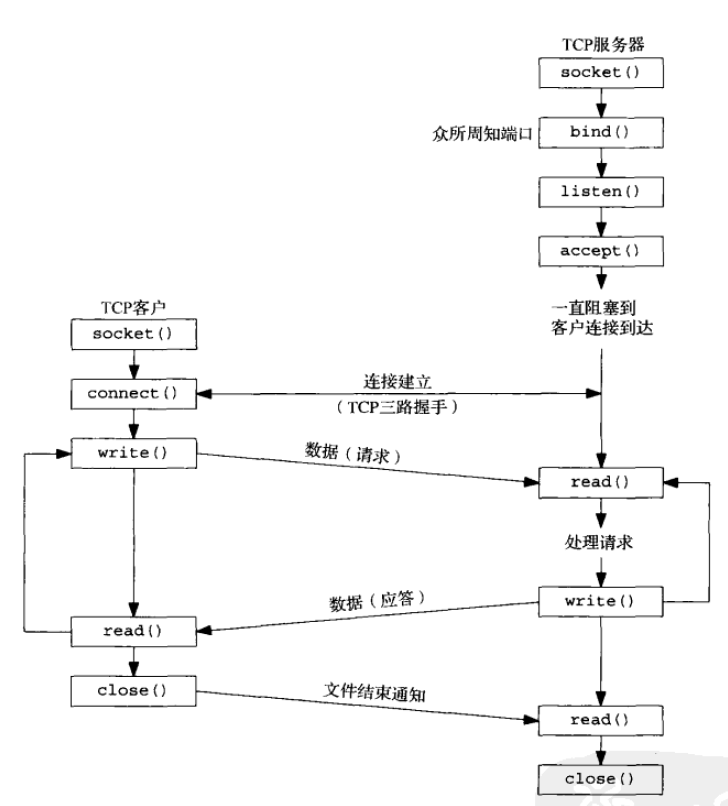 TCP服务器
socket()
众所周知端口
bind()
listen()
accept()
一直阻塞到
客户连接到达
TCP客户
socket()
connect()
连接建立
（TCP三路握手）
write()
数据（请求）
read()
处理请求
write()
数据（应答）
read()
close()
文件结束通知
read()
close()